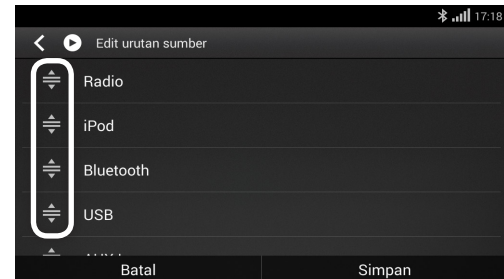 17:18
Edit urutan sumber
Radio
iPod
Bluetooth
USB
Batal
Simpan